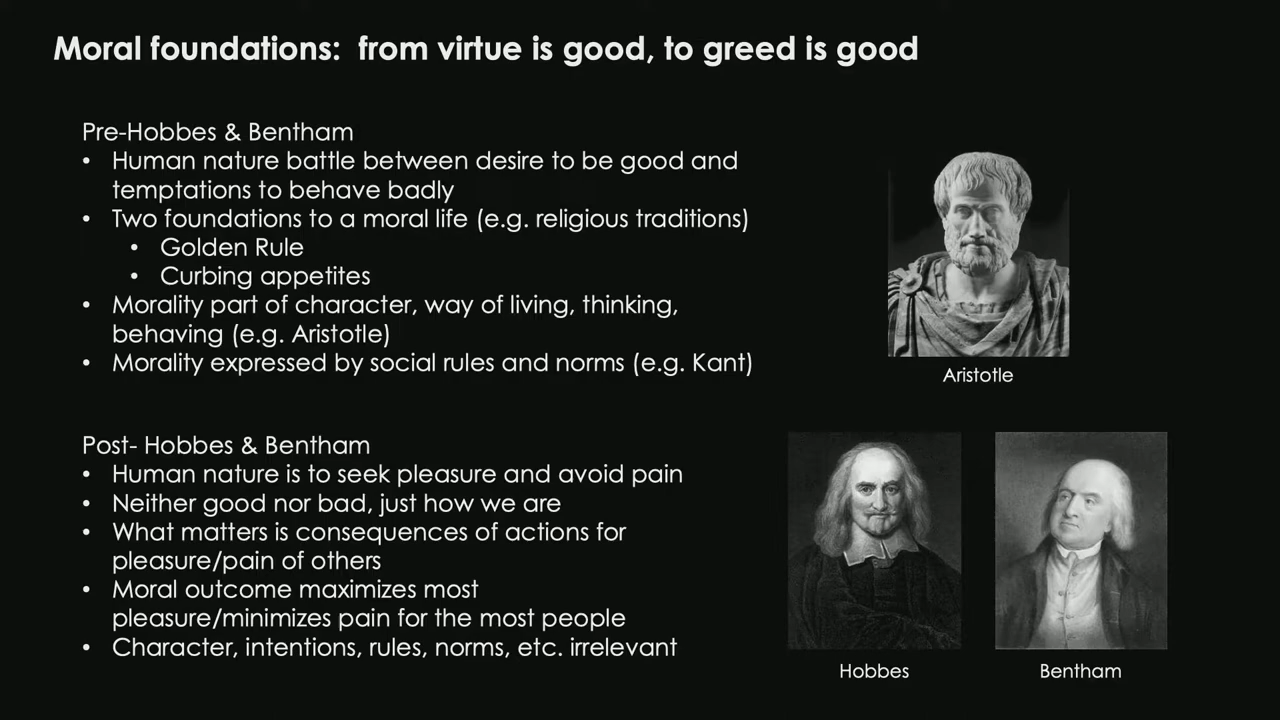 Moral foundations:  from virtue is good, to greed is good
Pre-Hobbes & Bentham
• Human nature battle between desire to be good and
temptations to behave badly
• Two foundations to a moral life (e.g. religious traditions)
• Golden Rule
• Curbing appetites
• Morality part of character, way of living, thinking,
behaving (e.g. Aristotle)
• Morality expressed by social rules and norms (e.g. Kant)
Aristotle
Post- Hobbes & Bentham
• Human nature is to seek pleasure and avoid pain
• Neither good nor bad, just how we are
• What matters is consequences of actions for
pleasure/pain of others
• Moral outcome maximizes most
pleasure/minimizes pain for the most people
• Character, intentions, rules, norms, etc. irrelevant
Hobbes
Bentham